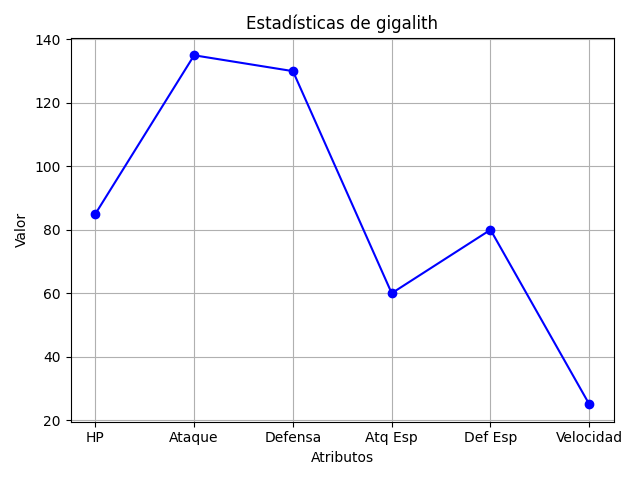 Estadísticas de gigalith
140
120
100
80
60
40
20
Valor
HP Ataque Defensa Atq Esp Def Esp Velocidad
Atributos